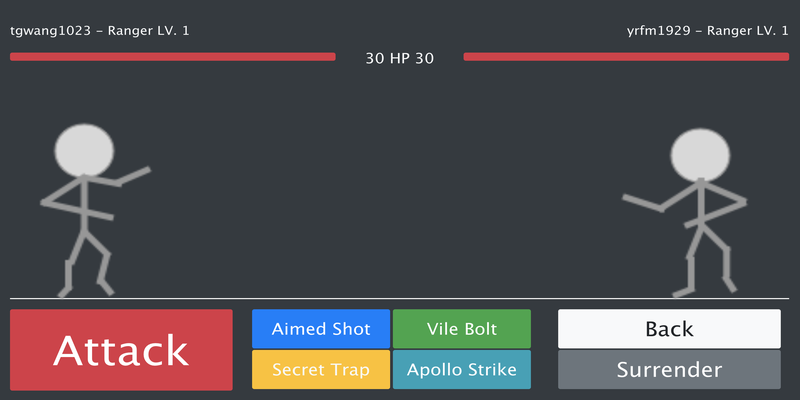 tgwang1023 – Ranger LV. 1
yrfm1929 – Ranger LV. 1
30 HP 30
Attack
Aimed Shot
Vile Bolt
Secret Trap
Apollo Strike
Back
Surrender